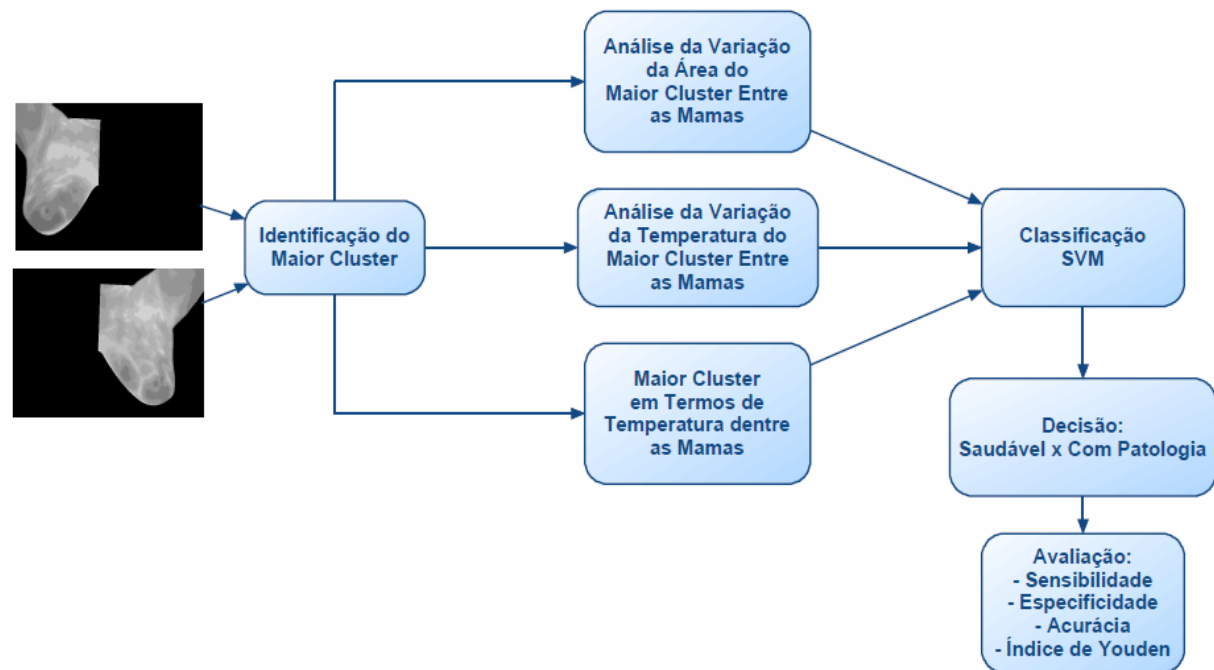 Análise da Variação
da Área do
Maior Cluster Entre
as Mamas
Identificação do
Maior Cluster
Análise da Variação
da Temperatura do
Maior Cluster Entre
as Mamas
Maior Cluster
em Termos de
Temperatura dentre
as Mamas
Classificação
SVM
Decisão:
Saudável x Com Patologia
Avaliação:
- Sensibilidade
- Especificidade
- Acurácia
- Índice de Youden